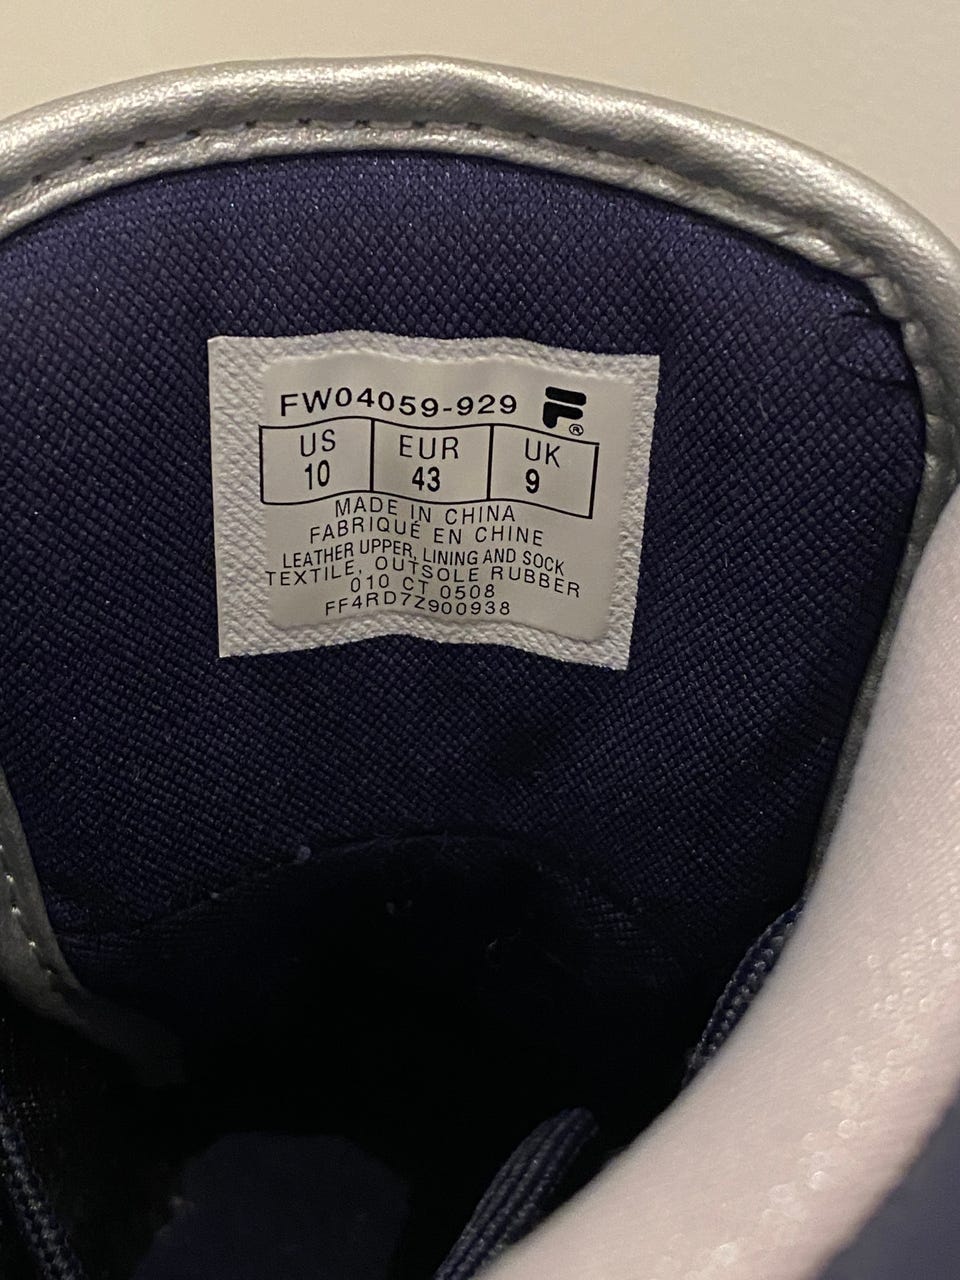 FW04059-929 F®
US EUR UK
10 43 9
MADE IN CHINA
FABRIQUÉ EN CHINE
LEATHER UPPER, LINING AND SOCK
TEXTILE, OUTSOLE RUBBER
010 CT 0508
FF4RD7Z900938